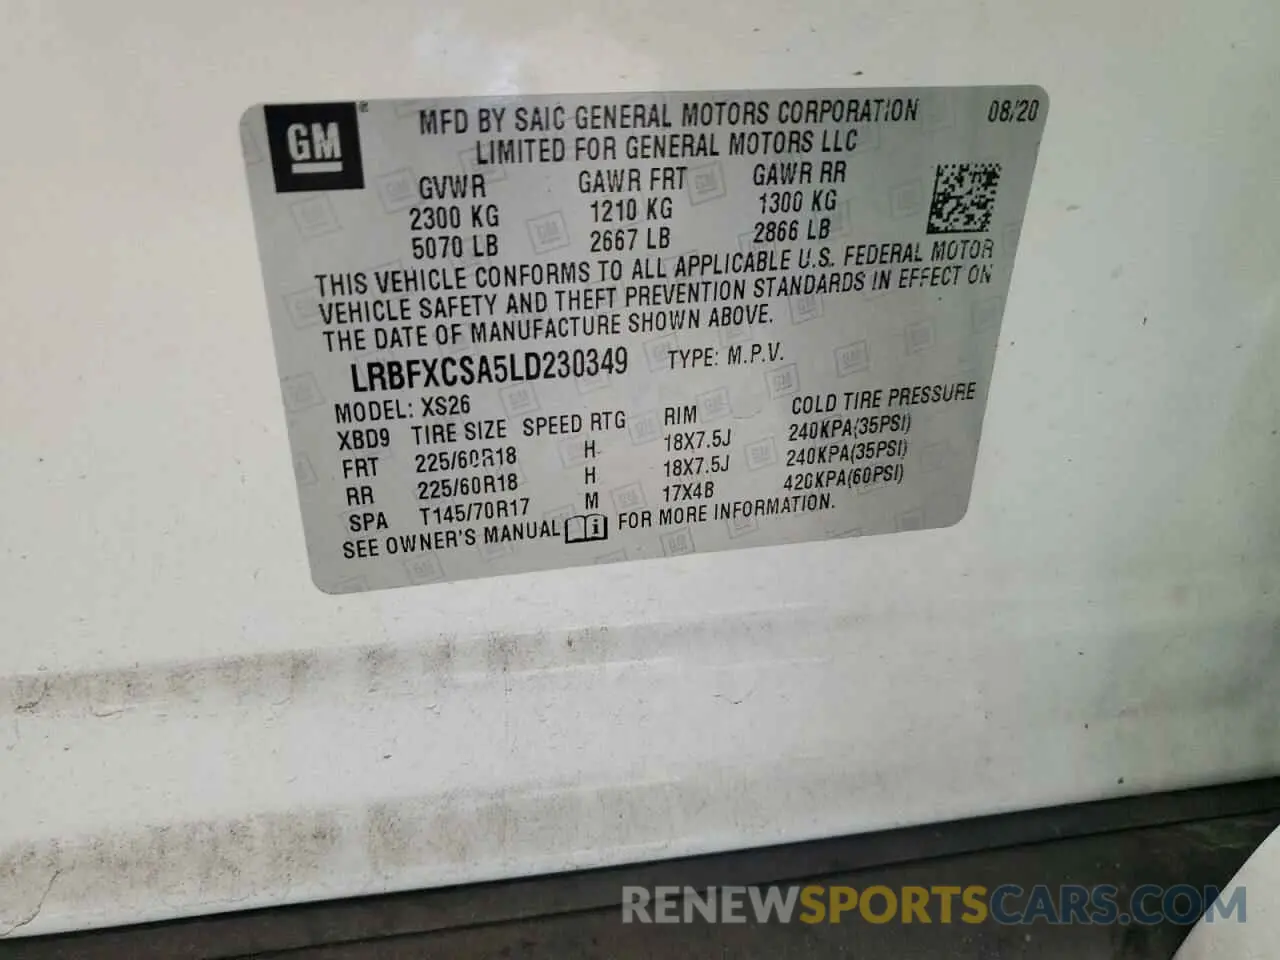 GM ®
MFD BY SAIC GENERAL MOTORS CORPORATION 08/20
LIMITED FOR GENERAL MOTORS LLC
GVWR GAWR FRT GAWR RR
2300 KG 1210 KG 1300 KG
5070 LB 2667 LB 2866 LB
THIS VEHICLE CONFORMS TO ALL APPLICABLE U.S. FEDERAL MOTOR
VEHICLE SAFETY AND THEFT PREVENTION STANDARDS IN EFFECT ON
THE DATE OF MANUFACTURE SHOWN ABOVE.
LRBFXCSA5LD230349 TYPE: M.P.V.
MODEL: XS26
XBD9 TIRE SIZE SPEED RTG RIM COLD TIRE PRESSURE
FRT 225/60R18 H 18X7.5J 240KPA(35PSI)
RR 225/60R18 H 18X7.5J 240KPA(35PSI)
SPA T145/70R17 M 17X4B 420KPA(60PSI)
SEE OWNER'S MANUAL i FOR MORE INFORMATION.
RENEWSPORTSCARS.COM